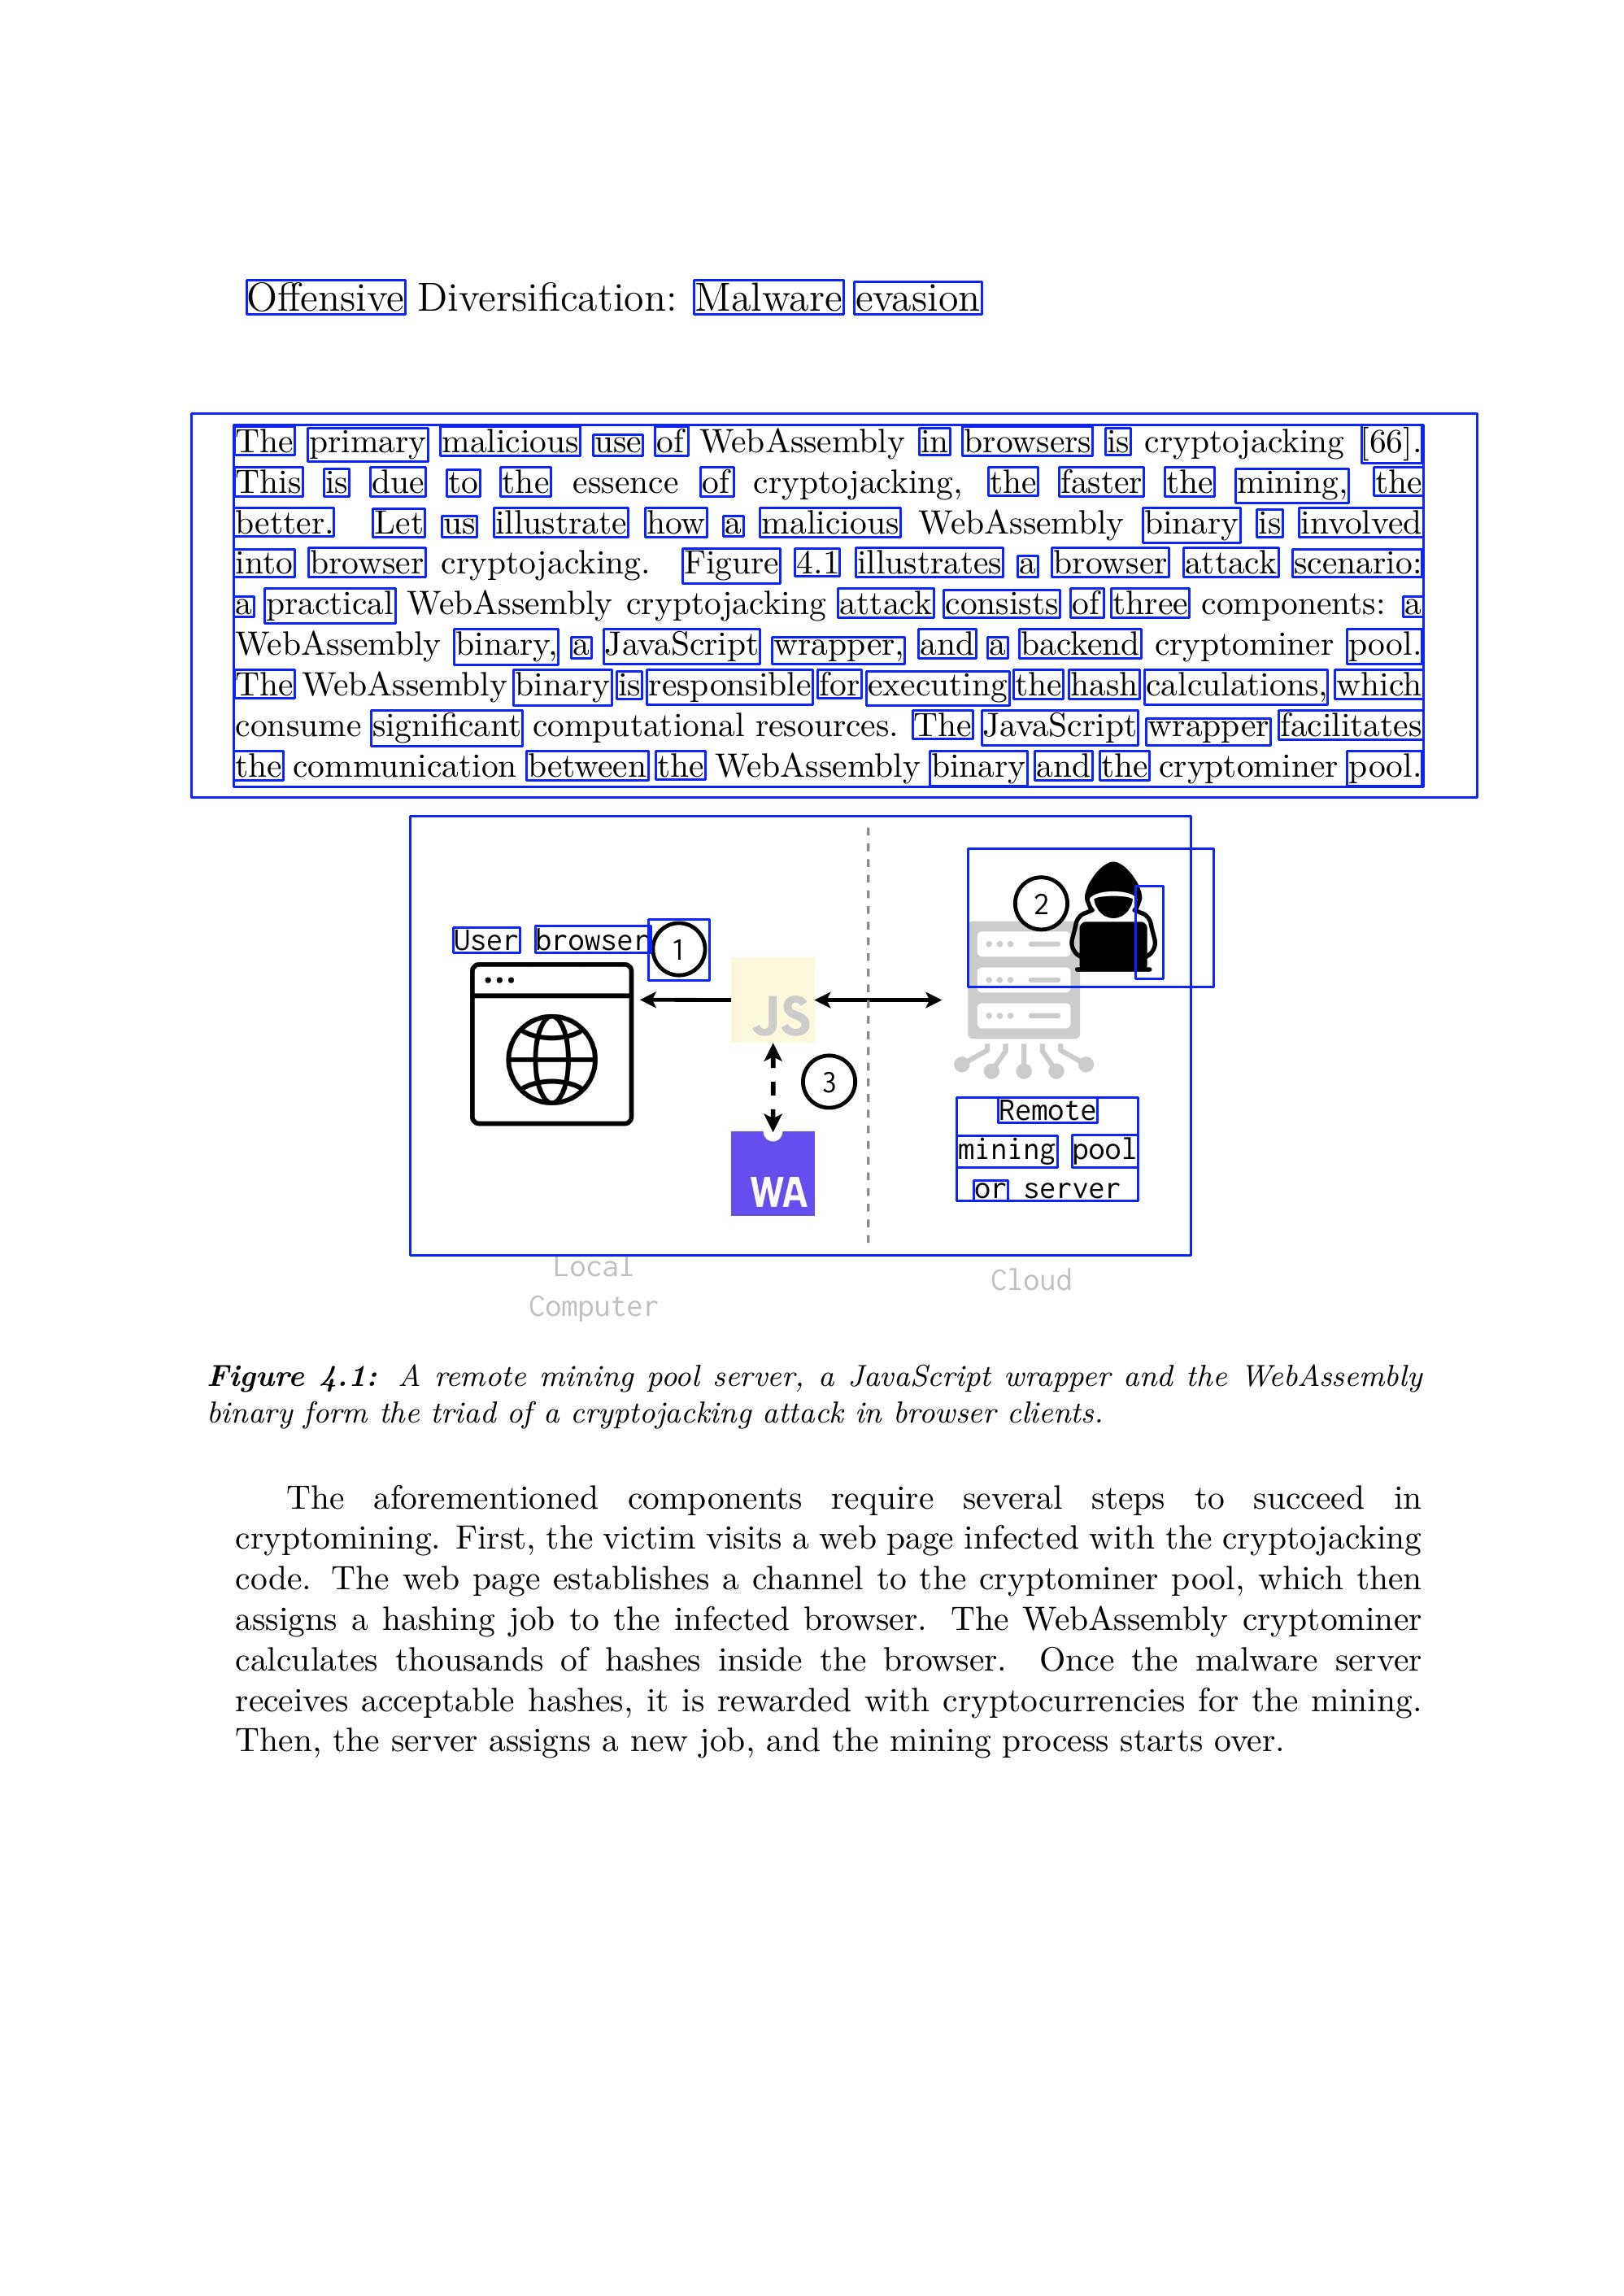 Offensive Diversification: Malware evasion
The primary malicious use of WebAssembly in browsers is cryptojacking [66].
This is due to the essence of cryptojacking, the faster the mining, the
better. Let us illustrate how a malicious WebAssembly binary is involved
into browser cryptojacking. Figure 4.1 illustrates a browser attack scenario:
a practical WebAssembly cryptojacking attack consists of three components: a
WebAssembly binary, a JavaScript wrapper, and a backend cryptominer pool.
The WebAssembly binary is responsible for executing the hash calculations, which
consume significant computational resources. The JavaScript wrapper facilitates
the communication between the WebAssembly binary and the cryptominer pool.
User browser
1
JS
3
WA
2
Remote
mining pool
or server
Local
Computer
Cloud
Figure 4.1: A remote mining pool server, a JavaScript wrapper and the WebAssembly
binary form the triad of a cryptojacking attack in browser clients.
The aforementioned components require several steps to succeed in
cryptomining. First, the victim visits a web page infected with the cryptojacking
code. The web page establishes a channel to the cryptominer pool, which then
assigns a hashing job to the infected browser. The WebAssembly cryptominer
calculates thousands of hashes inside the browser. Once the malware server
receives acceptable hashes, it is rewarded with cryptocurrencies for the mining.
Then, the server assigns a new job, and the mining process starts over.